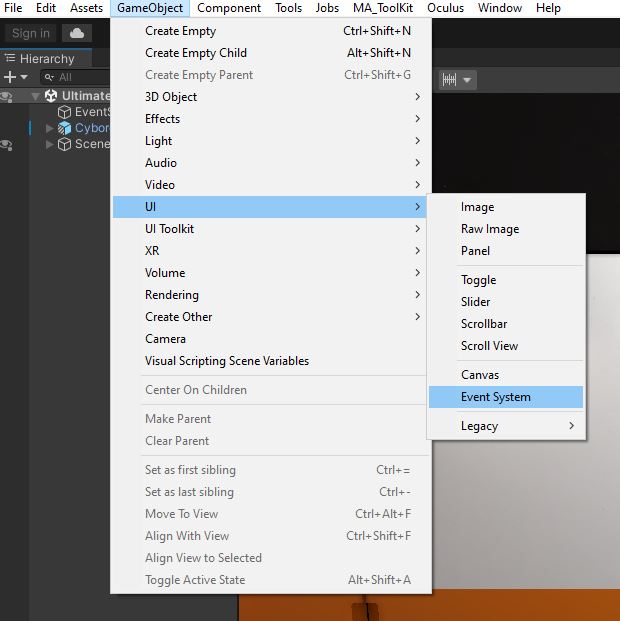 File Edit Assets GameObject Component Tools Jobs MA_ToolKit Oculus Window Help
Sign in
Hierarchy
All
Ultimate
EventS
Cybor
Scene
Create Empty Ctrl+Shift+N
Create Empty Child Alt+Shift+N
Create Empty Parent Ctrl+Shift+G
3D Object
Effects
Light
Audio
Video
UI
UI Toolkit
XR
Volume
Rendering
Create Other
Camera
Visual Scripting Scene Variables
Center On Children
Make Parent
Clear Parent
Set as first sibling Ctrl+=
Set as last sibling Ctrl+-
Move To View Ctrl+Alt+F
Align With View Ctrl+Shift+F
Align View to Selected
Toggle Active State Alt+Shift+A
Image
Raw Image
Panel
Toggle
Slider
Scrollbar
Scroll View
Canvas
Event System
Legacy